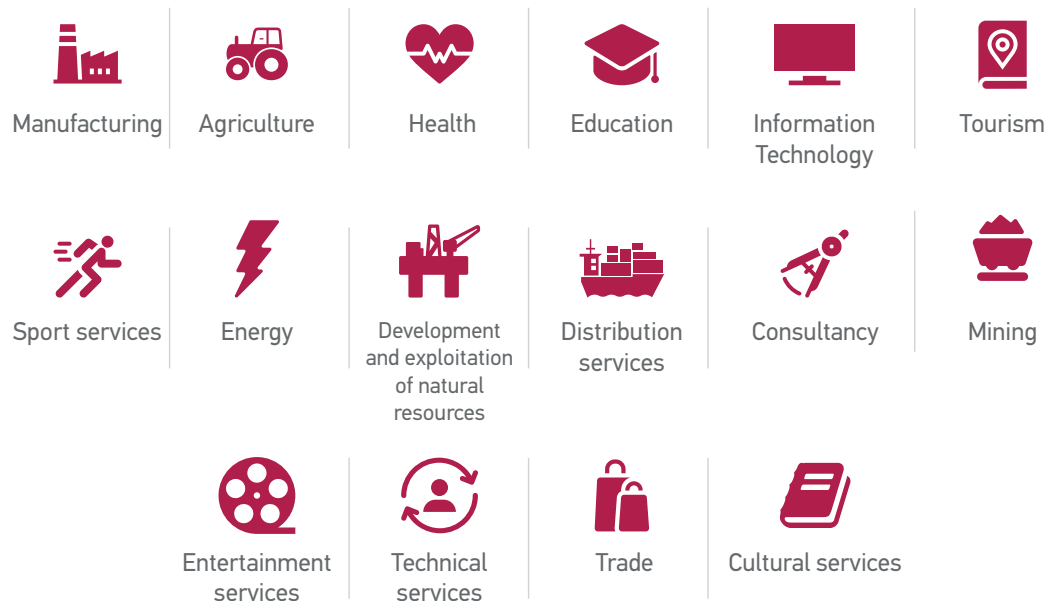 Manufacturing
Agriculture
Health
Education
Information
Technology
Tourism
Sport services
Energy
Development
and exploitation
of natural
resources
Distribution
services
Consultancy
Mining
Entertainment
services
Technical
services
Trade
Cultural services